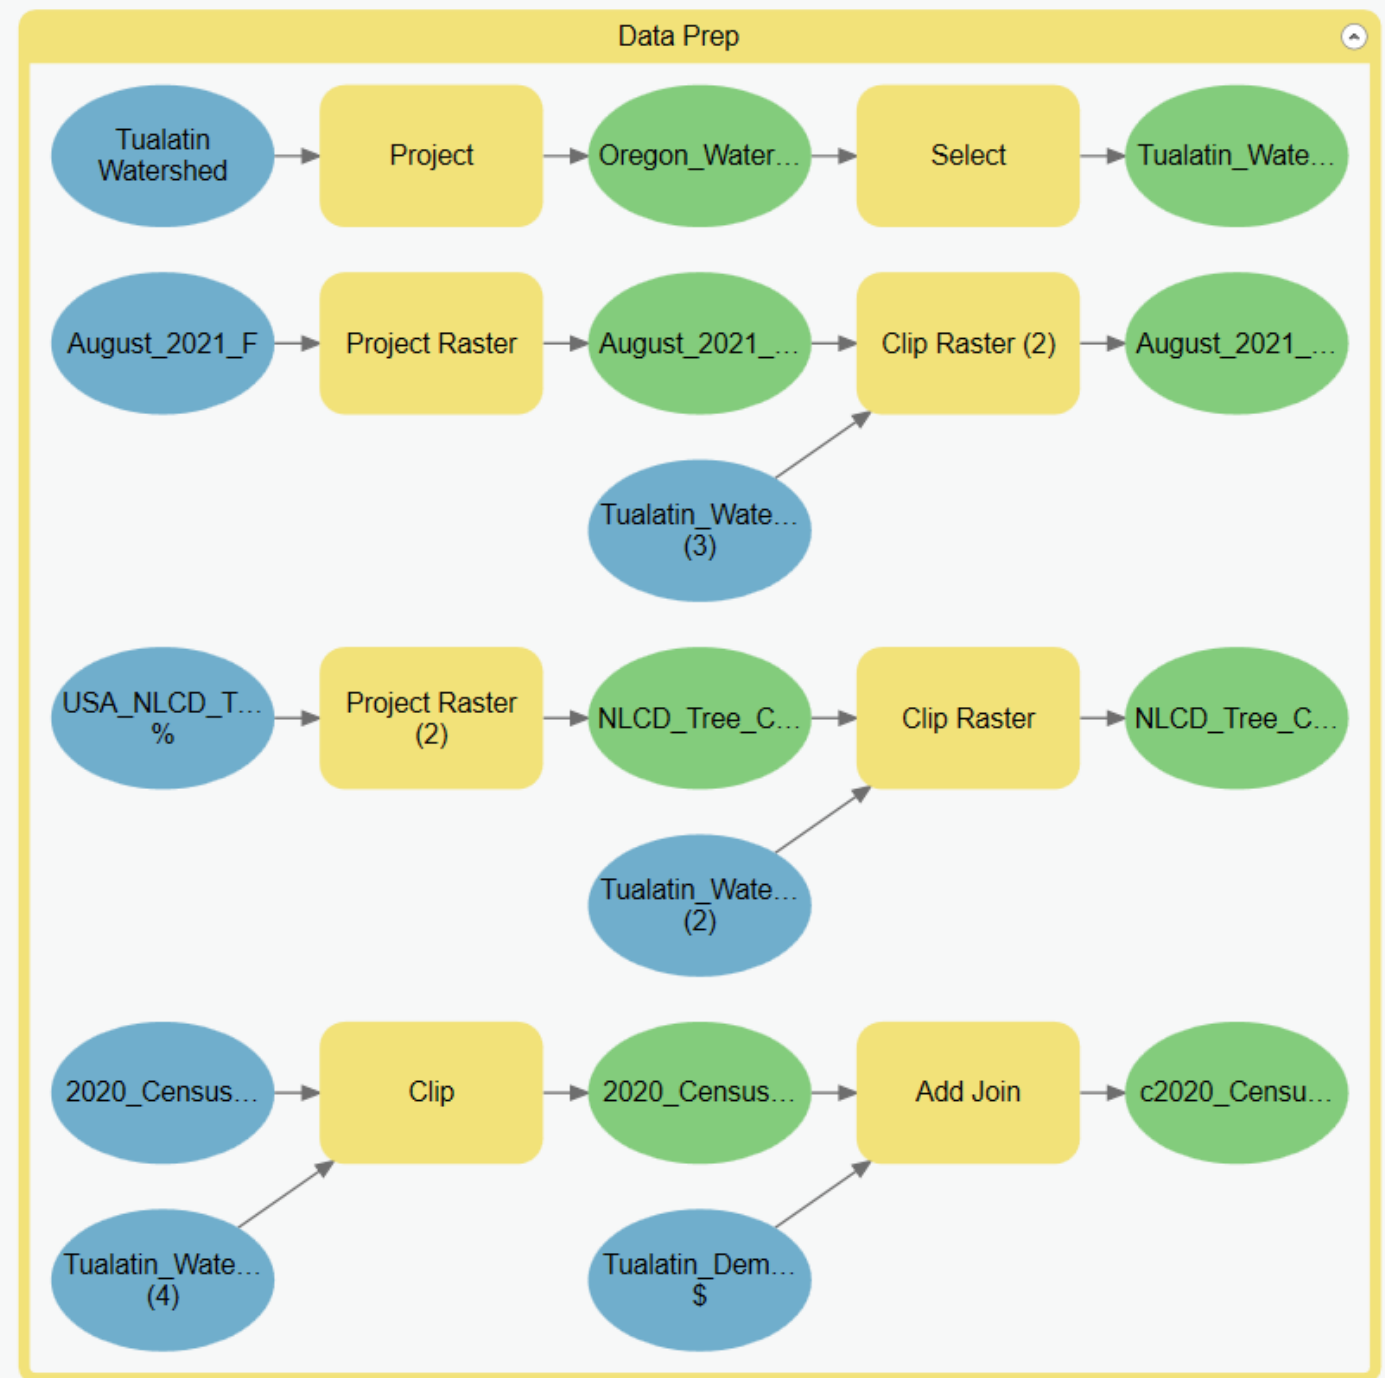 Data Prep
Tualatin
Watershed
Project
Oregon_Water...
Select
Tualatin_Wate...
August_2021_F
Project Raster
August_2021_...
Clip Raster (2)
August_2021_...
Tualatin_Wate...
(3)
USA_NLCD_T...
%
Project Raster
(2)
NLCD_Tree_C...
Clip Raster
NLCD_Tree_C...
Tualatin_Wate...
(2)
2020_Census...
Clip
2020_Census...
Add Join
c2020_Censu...
Tualatin_Wate...
(4)
Tualatin_Dem...
$